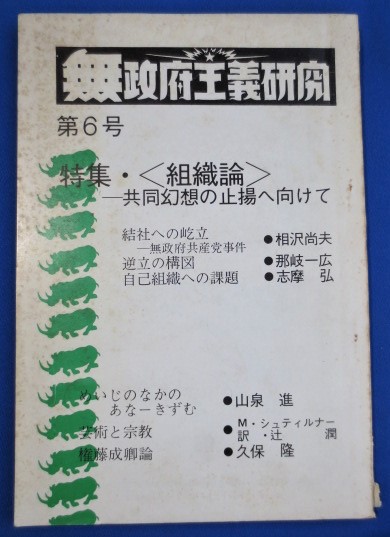 無政府主義研究
第6号
特集・〈組織論〉
―共同幻想の止揚へ向けて
結社への屹立
―無政府共産党事件
●相沢尚夫
逆立の構図
●那岐一広
自己組織への課題
●志摩 弘
めいじのなかの
あなーきずむ
●山泉 進
芸術と宗教
●M・シュティルナー
訳・辻 潤
権藤成卿論
●久保 隆